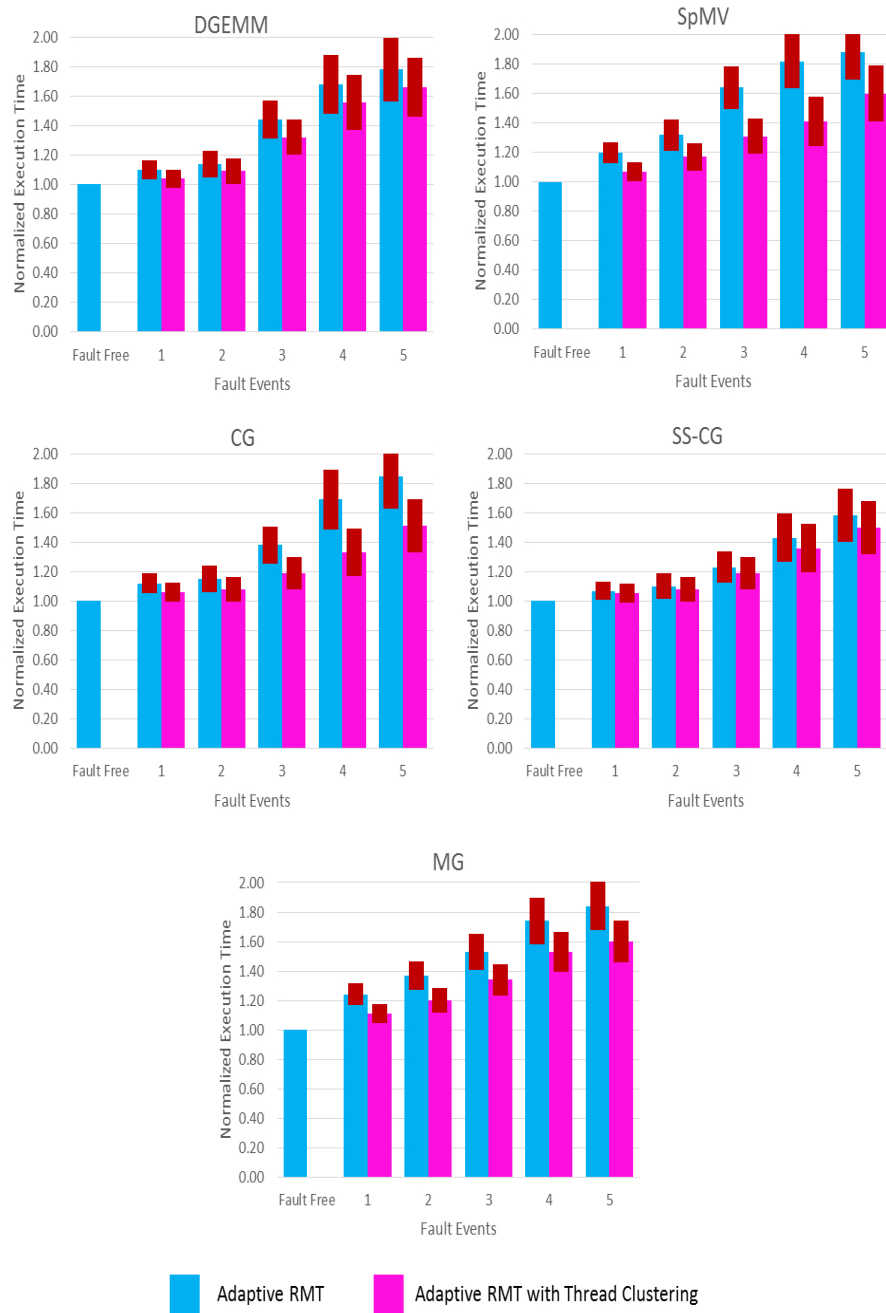 DGEMM
Normalized Execution Time
2.00
1.80
1.60
1.40
1.20
1.00
0.80
0.60
0.40
0.20
0.00
Fault Free 1 2 3 4 5
Fault Events
SpMV
Normalized Execution Time
2.00
1.80
1.60
1.40
1.20
1.00
0.80
0.60
0.40
0.20
0.00
Fault Free 1 2 3 4 5
Fault Events
CG
Normalized Execution Time
2.00
1.80
1.60
1.40
1.20
1.00
0.80
0.60
0.40
0.20
0.00
Fault Free 1 2 3 4 5
Fault Events
SS-CG
Normalized Execution Time
2.00
1.80
1.60
1.40
1.20
1.00
0.80
0.60
0.40
0.20
0.00
Fault Free 1 2 3 4 5
Fault Events
MG
Normalized Execution Time
2.00
1.80
1.60
1.40
1.20
1.00
0.80
0.60
0.40
0.20
0.00
Fault Free 1 2 3 4 5
Fault Events
Adaptive RMT
Adaptive RMT with Thread Clustering